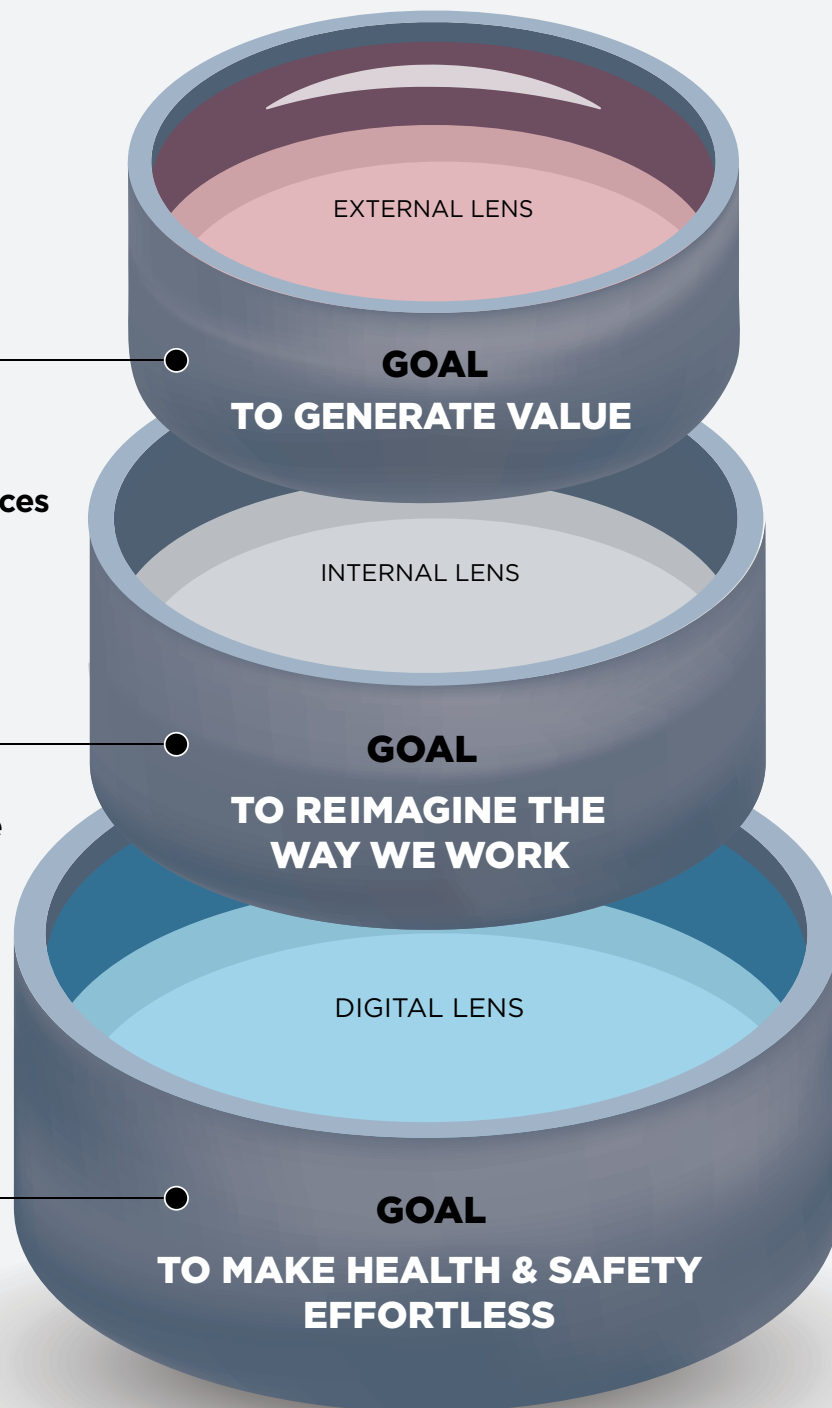 EXTERNAL LENS
GOAL
TO GENERATE VALUE
ces
INTERNAL LENS
GOAL
TO REIMAGINE THE
WAY WE WORK
DIGITAL LENS
GOAL
TO MAKE HEALTH & SAFETY
EFFORTLESS